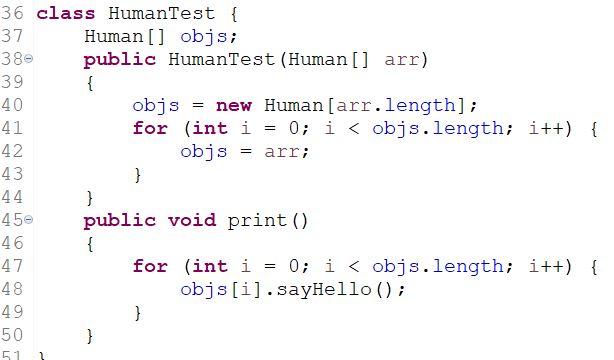 36 class HumanTest {
37     Human[] objs;
38     public HumanTest(Human[] arr)
39     {
40         objs = new Human[arr.length];
41         for (int i = 0; i < objs.length; i++) {
42             objs = arr;
43         }
44     }
45     public void print()
46     {
47         for (int i = 0; i < objs.length; i++) {
48             objs[i].sayHello();
49         }
50     }
51 }